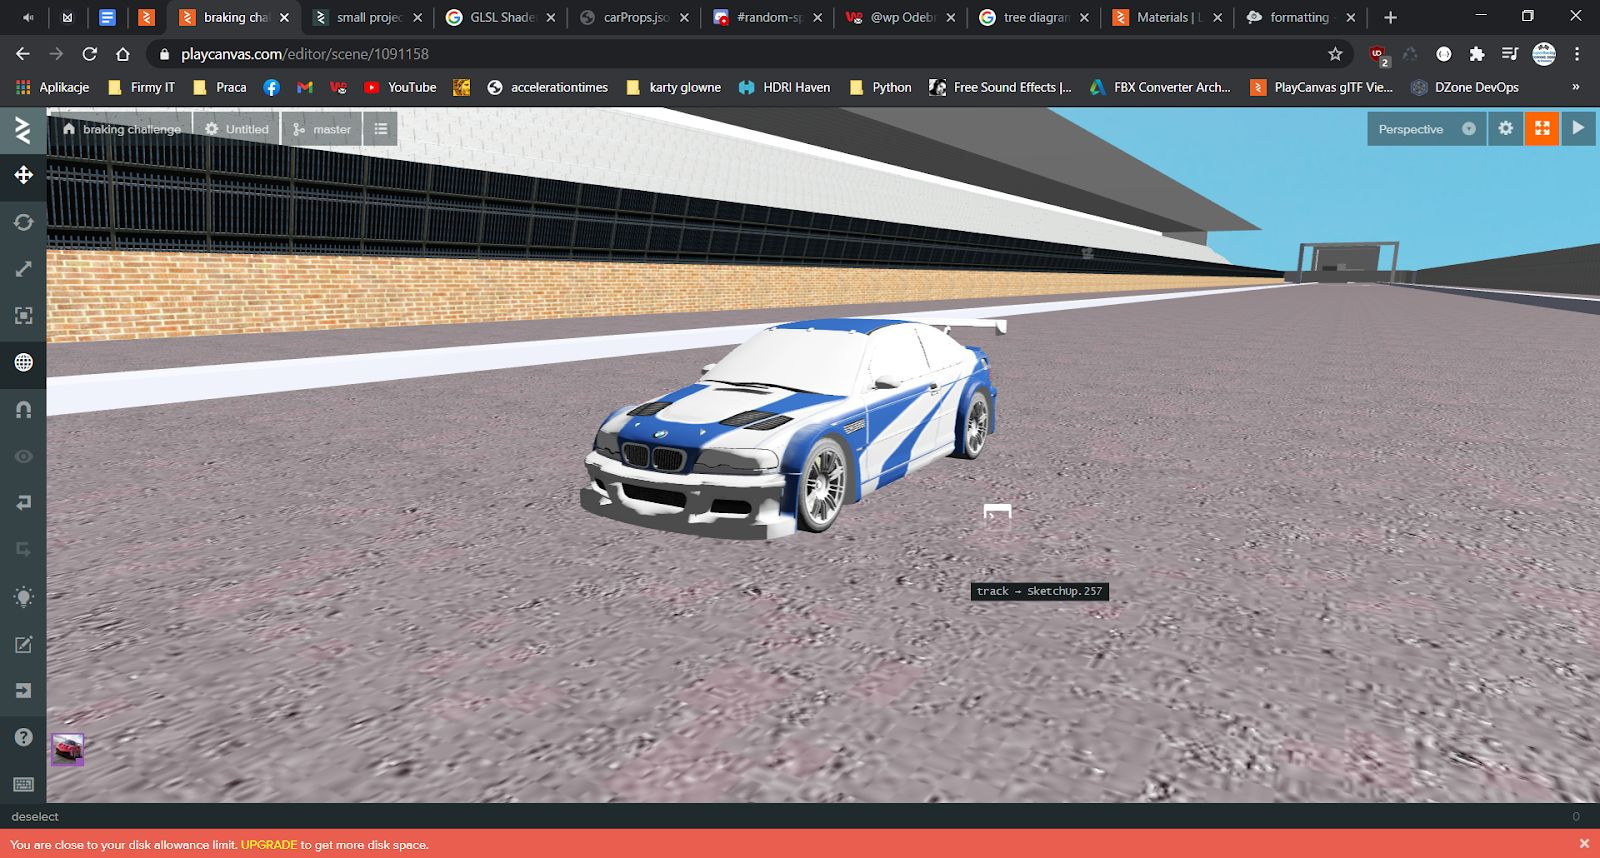 braking chal
small projec
GLSL Shade
carProps.jso
#random-sp
@wp Odebr
tree diagram
Materials | L
formatting
playcanvas.com/editor/scene/1091158
2
Aplikacje
Firmy IT
Praca
YouTube
accelerationtimes
karty glowne
HDRI Haven
Python
Free Sound Effects |...
FBX Converter Arch...
PlayCanvas glTF Vie...
DZone DevOps
»
braking challenge
Untitled
master
Perspective
track → SketchUp.257
deselect
0
You are close to your disk allowance limit. UPGRADE to get more disk space.